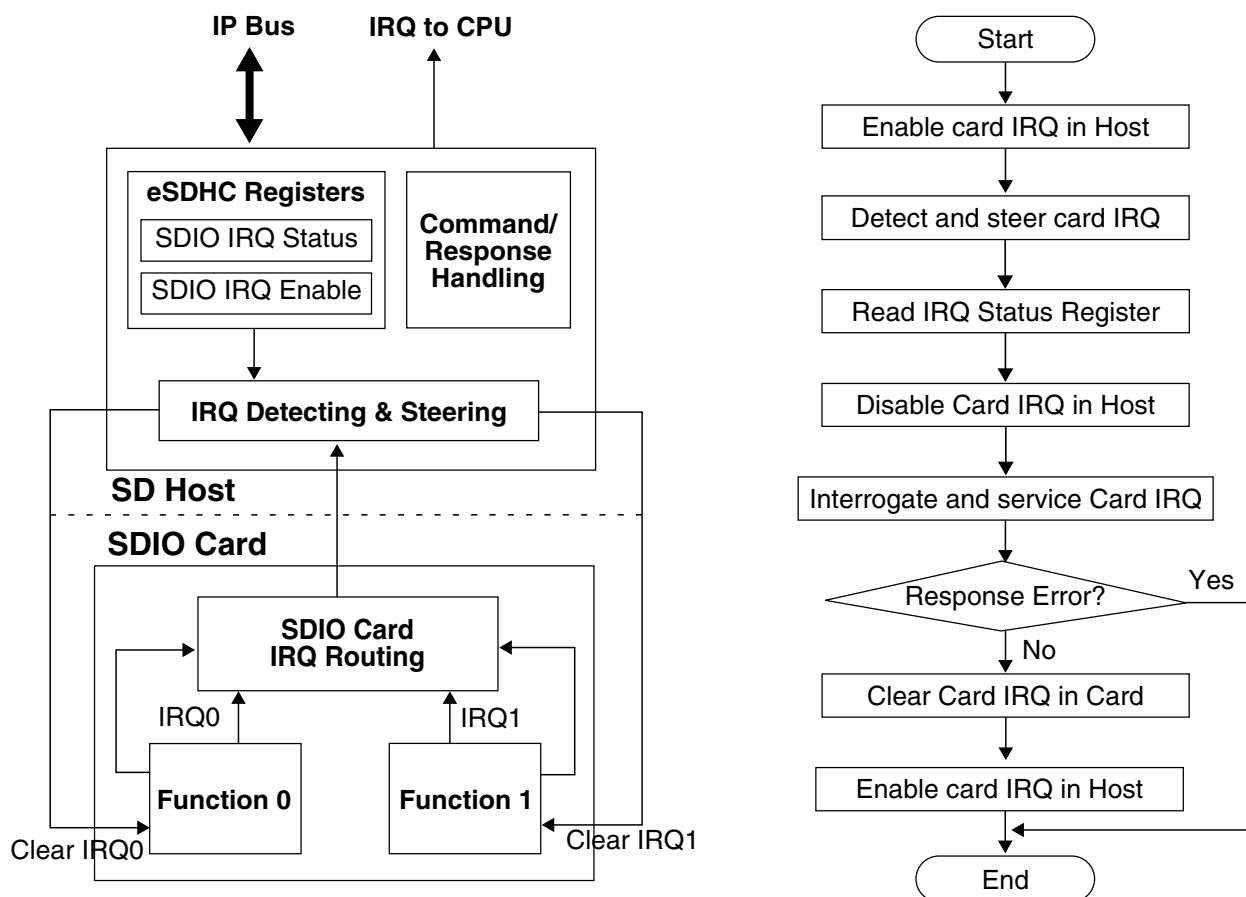 IP Bus
IRQ to CPU
eSDHC Registers
SDIO IRQ Status
SDIO IRQ Enable
Command/
Response
Handling
IRQ Detecting & Steering
SD Host
SDIO Card
SDIO Card
IRQ Routing
IRQ0
IRQ1
Function 0
Function 1
Clear IRQ0
Clear IRQ1
Start
Enable card IRQ in Host
Detect and steer card IRQ
Read IRQ Status Register
Disable Card IRQ in Host
Interrogate and service Card IRQ
Response Error?
Yes
No
Clear Card IRQ in Card
Enable card IRQ in Host
End